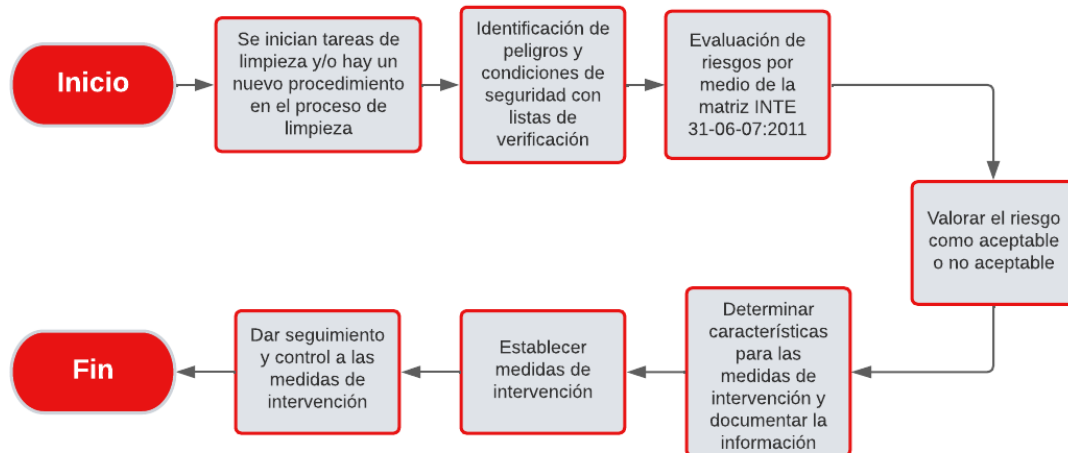 Inicio
Se inician tareas de
limpieza y/o hay un
nuevo procedimiento
en el proceso de
limpieza
Identificación de
peligros y
condiciones de
seguridad con
listas de
verificación
Evaluación de
riesgos por
medio de la
matriz INTE
31-06-07:2011
Valorar el riesgo
como aceptable
o no aceptable
Determinar
características
para las
medidas de
intervención y
documentar la
información
Establecer
medidas de
intervención
Dar seguimiento
y control a las
medidas de
intervención
Fin